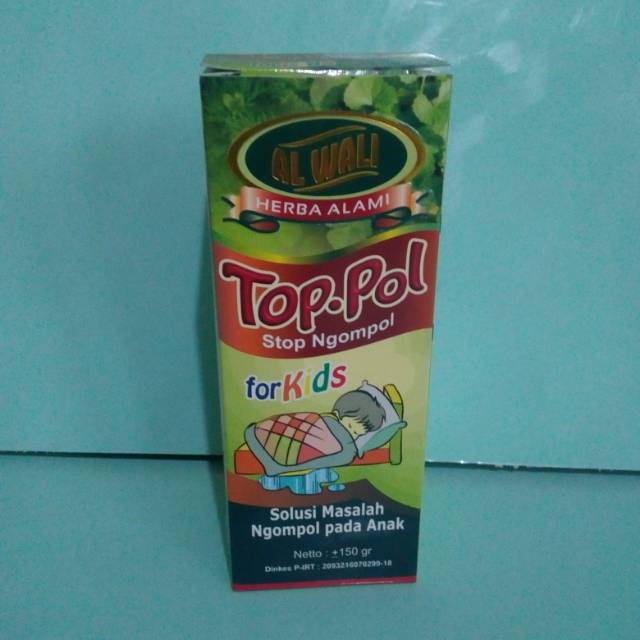 AL WALI
HERBA ALAMI
Top.Pol
Stop Ngompol
for Kids
Solusi Masalah
Ngompol pada Anak
Netto : ±150 gr
Dinkes P-IRT : 2093216070299-18